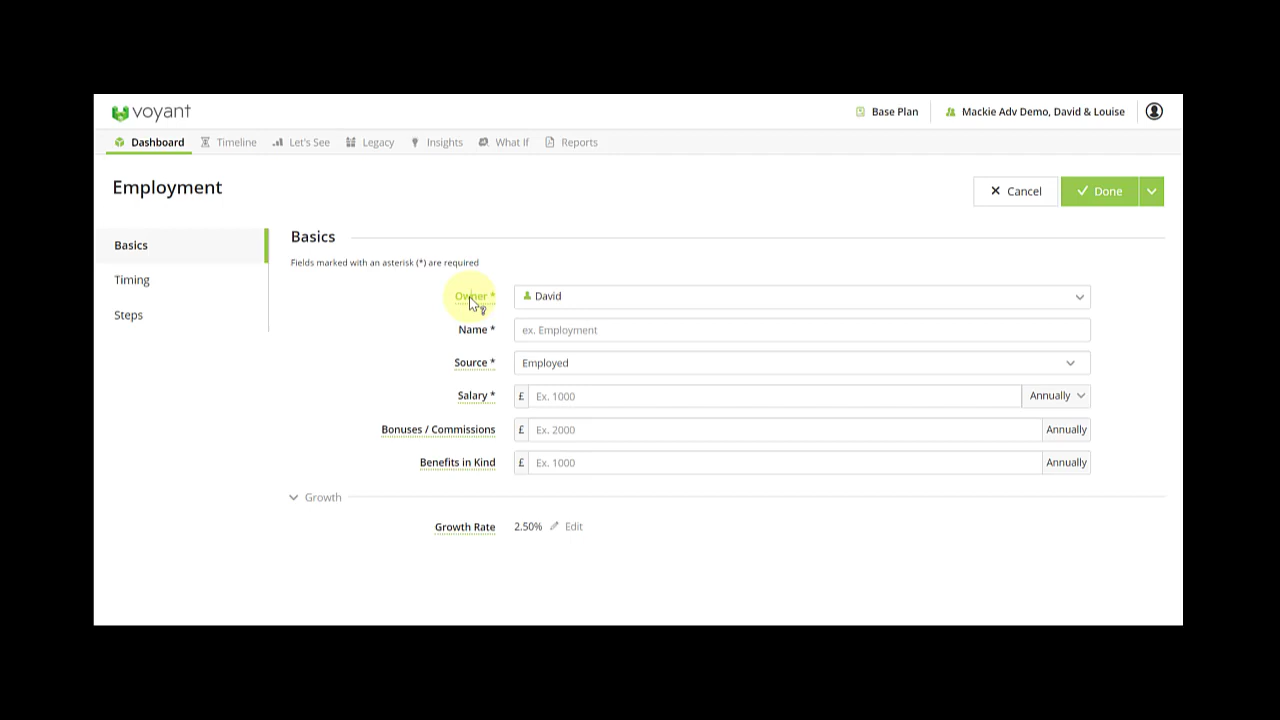 voyant
Base Plan
Mackie Adv Demo, David & Louise
Dashboard Timeline Let's See Legacy Insights What If Reports
Employment
Cancel
Done
Basics
Timing
Steps
Basics
Fields marked with an asterisk (*) are required
Owner * David
Name * ex. Employment
Source * Employed
Salary * £ Ex. 1000 Annually
Bonuses / Commissions £ Ex. 2000 Annually
Benefits in Kind £ Ex. 1000 Annually
Growth
Growth Rate 2.50% Edit